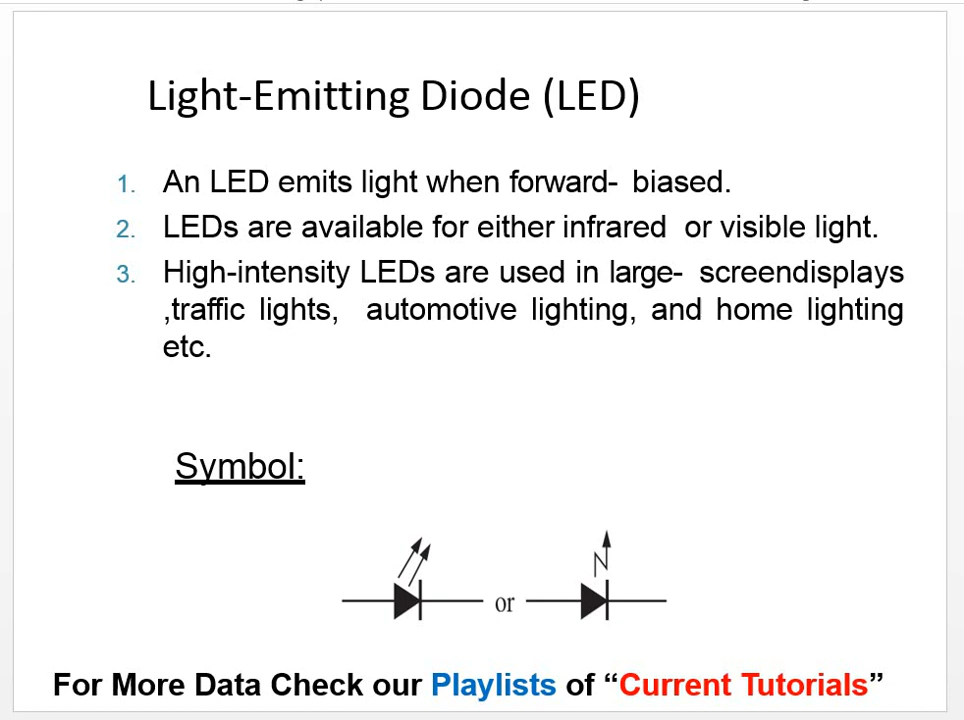 Light-Emitting Diode (LED)
1. An LED emits light when forward- biased.
2. LEDs are available for either infrared or visible light.
3. High-intensity LEDs are used in large- screendisplays
,traffic lights, automotive lighting, and home lighting
etc.
Symbol:
or
For More Data Check our Playlists of “Current Tutorials”